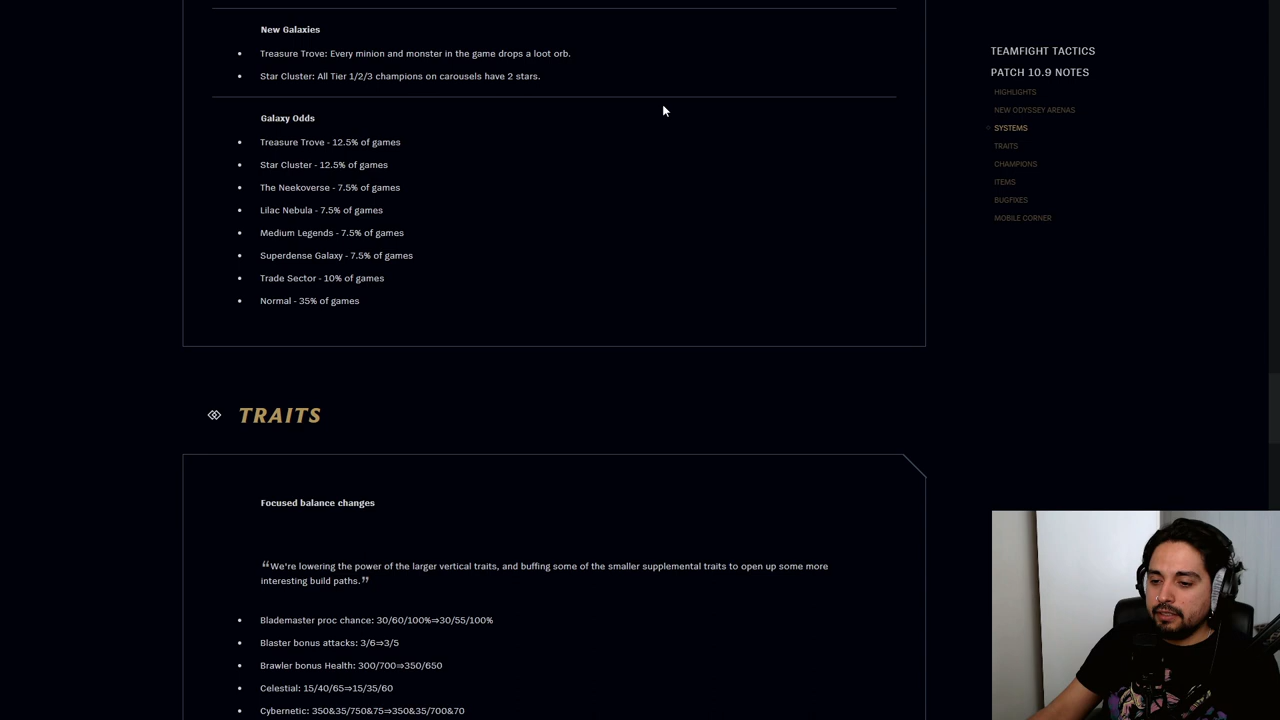 New Galaxies
• Treasure Trove: Every minion and monster in the game drops a loot orb.
• Star Cluster: All Tier 1/2/3 champions on carousels have 2 stars.
Galaxy Odds
• Treasure Trove - 12.5% of games
• Star Cluster - 12.5% of games
• The Neekoverse - 7.5% of games
• Lilac Nebula - 7.5% of games
• Medium Legends - 7.5% of games
• Superdense Galaxy - 7.5% of games
• Trade Sector - 10% of games
• Normal - 35% of games
TRAITS
Focused balance changes
“We're lowering the power of the larger vertical traits, and buffing some of the smaller supplemental traits to open up some more
interesting build paths.”
• Blademaster proc chance: 30/60/100%⇒30/55/100%
• Blaster bonus attacks: 3/6⇒3/5
• Brawler bonus Health: 300/700⇒350/650
• Celestial: 15/40/65⇒15/35/60
• Cybernetic: 350&35/750&75⇒350&35/700&70
TEAMFIGHT TACTICS
PATCH 10.9 NOTES
HIGHLIGHTS
NEW ODYSSEY ARENAS
SYSTEMS
TRAITS
CHAMPIONS
ITEMS
BUGFIXES
MOBILE CORNER